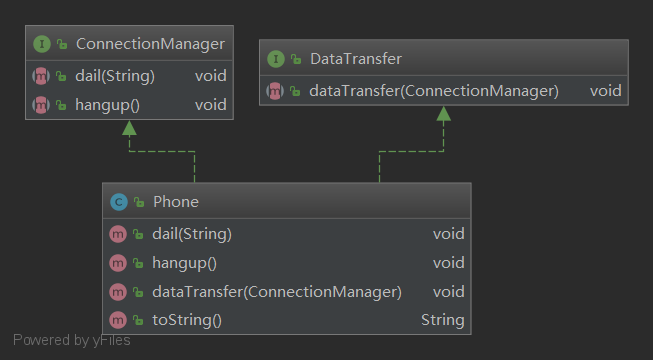 ConnectionManager
dail(String) void
hangup() void
DataTransfer
dataTransfer(ConnectionManager) void
Phone
dail(String) void
hangup() void
dataTransfer(ConnectionManager) void
toString() String
Powered by yFiles